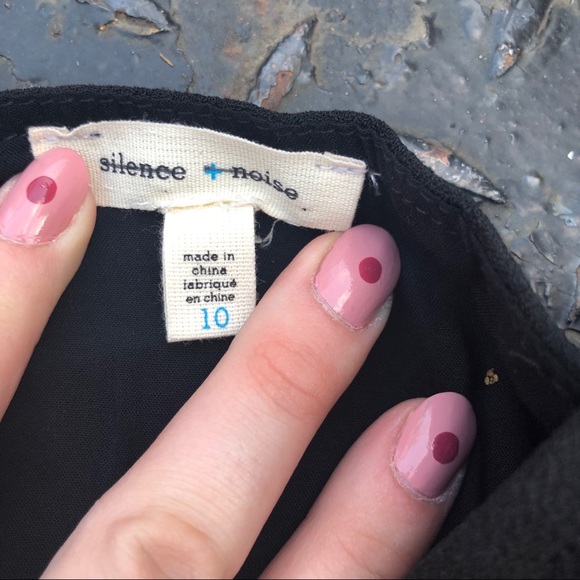 silence + noise
made in
china
fabriqué
en chine
10